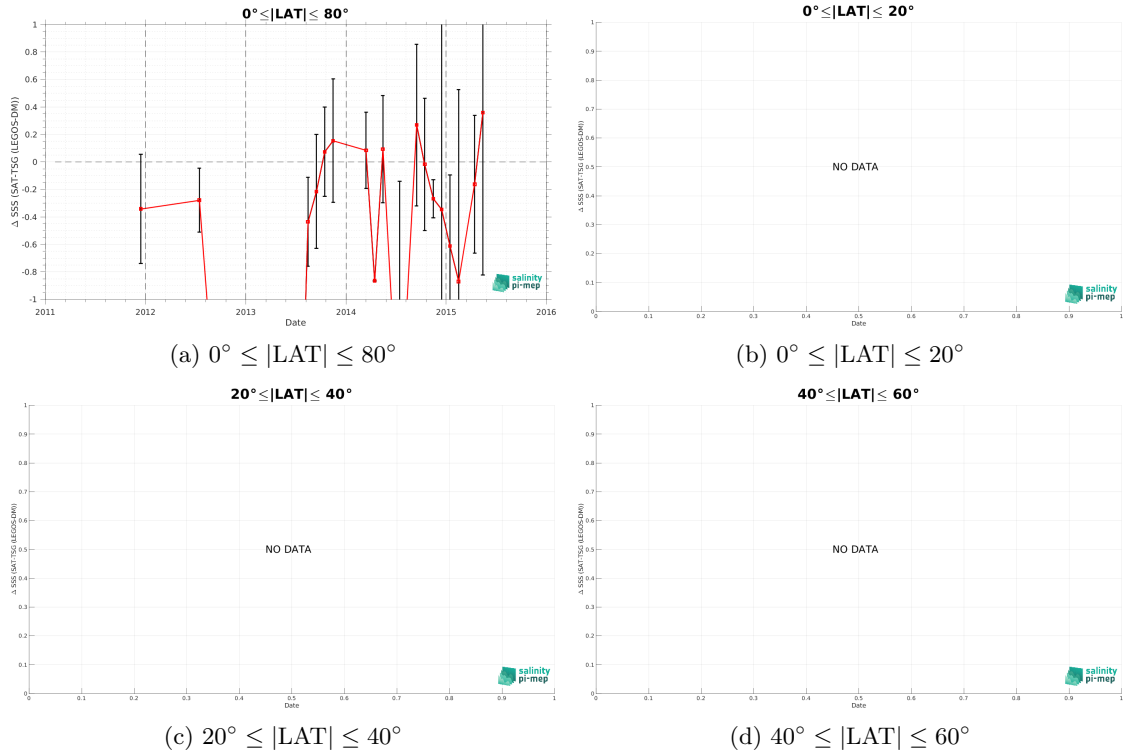 0°≤|LAT|≤ 80°
Δ SSS (SAT-TSG (LEGOS-DM))
1
0.8
0.6
0.4
0.2
0
-0.2
-0.4
-0.6
-0.8
-1
2011 2012 2013 2014 2015 2016
Date
salinity
pi-mep
(a) 0° ≤ |LAT| ≤ 80°
0°≤|LAT|≤ 20°
Δ SSS (SAT-TSG (LEGOS-DM))
1
0.9
0.8
0.7
0.6
0.5
0.4
0.3
0.2
0.1
0
NO DATA
0 0.1 0.2 0.3 0.4 0.5 0.6 0.7 0.8 0.9 1
Date
salinity
pi-mep
(b) 0° ≤ |LAT| ≤ 20°
20°≤|LAT|≤ 40°
Δ SSS (SAT-TSG (LEGOS-DM))
1
0.9
0.8
0.7
0.6
0.5
0.4
0.3
0.2
0.1
0
NO DATA
0 0.1 0.2 0.3 0.4 0.5 0.6 0.7 0.8 0.9 1
Date
salinity
pi-mep
(c) 20° ≤ |LAT| ≤ 40°
40°≤|LAT|≤ 60°
Δ SSS (SAT-TSG (LEGOS-DM))
1
0.9
0.8
0.7
0.6
0.5
0.4
0.3
0.2
0.1
0
NO DATA
0 0.1 0.2 0.3 0.4 0.5 0.6 0.7 0.8 0.9 1
Date
salinity
pi-mep
(d) 40° ≤ |LAT| ≤ 60°